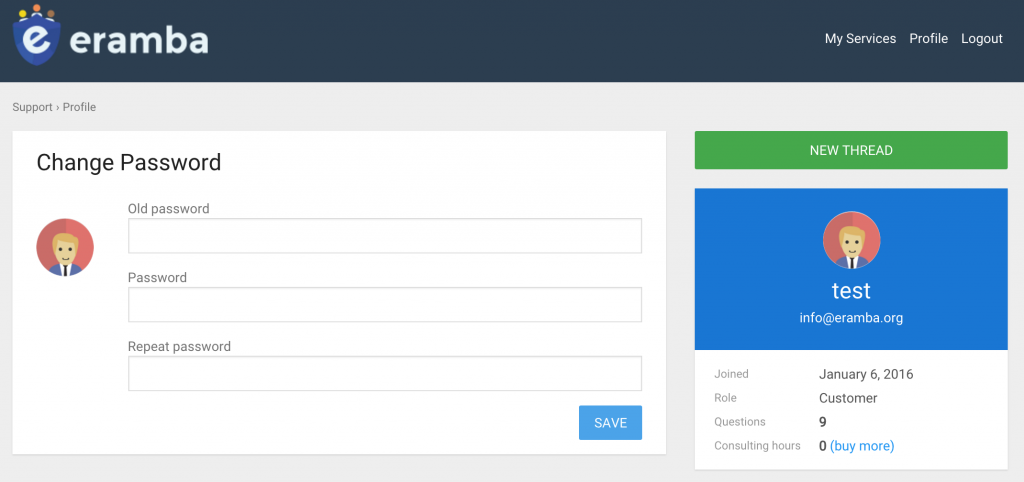 eramba
My Services Profile Logout
Support › Profile
Change Password
Old password
Password
Repeat password
SAVE
NEW THREAD
test
info@eramba.org
Joined January 6, 2016
Role Customer
Questions 9
Consulting hours 0 (buy more)